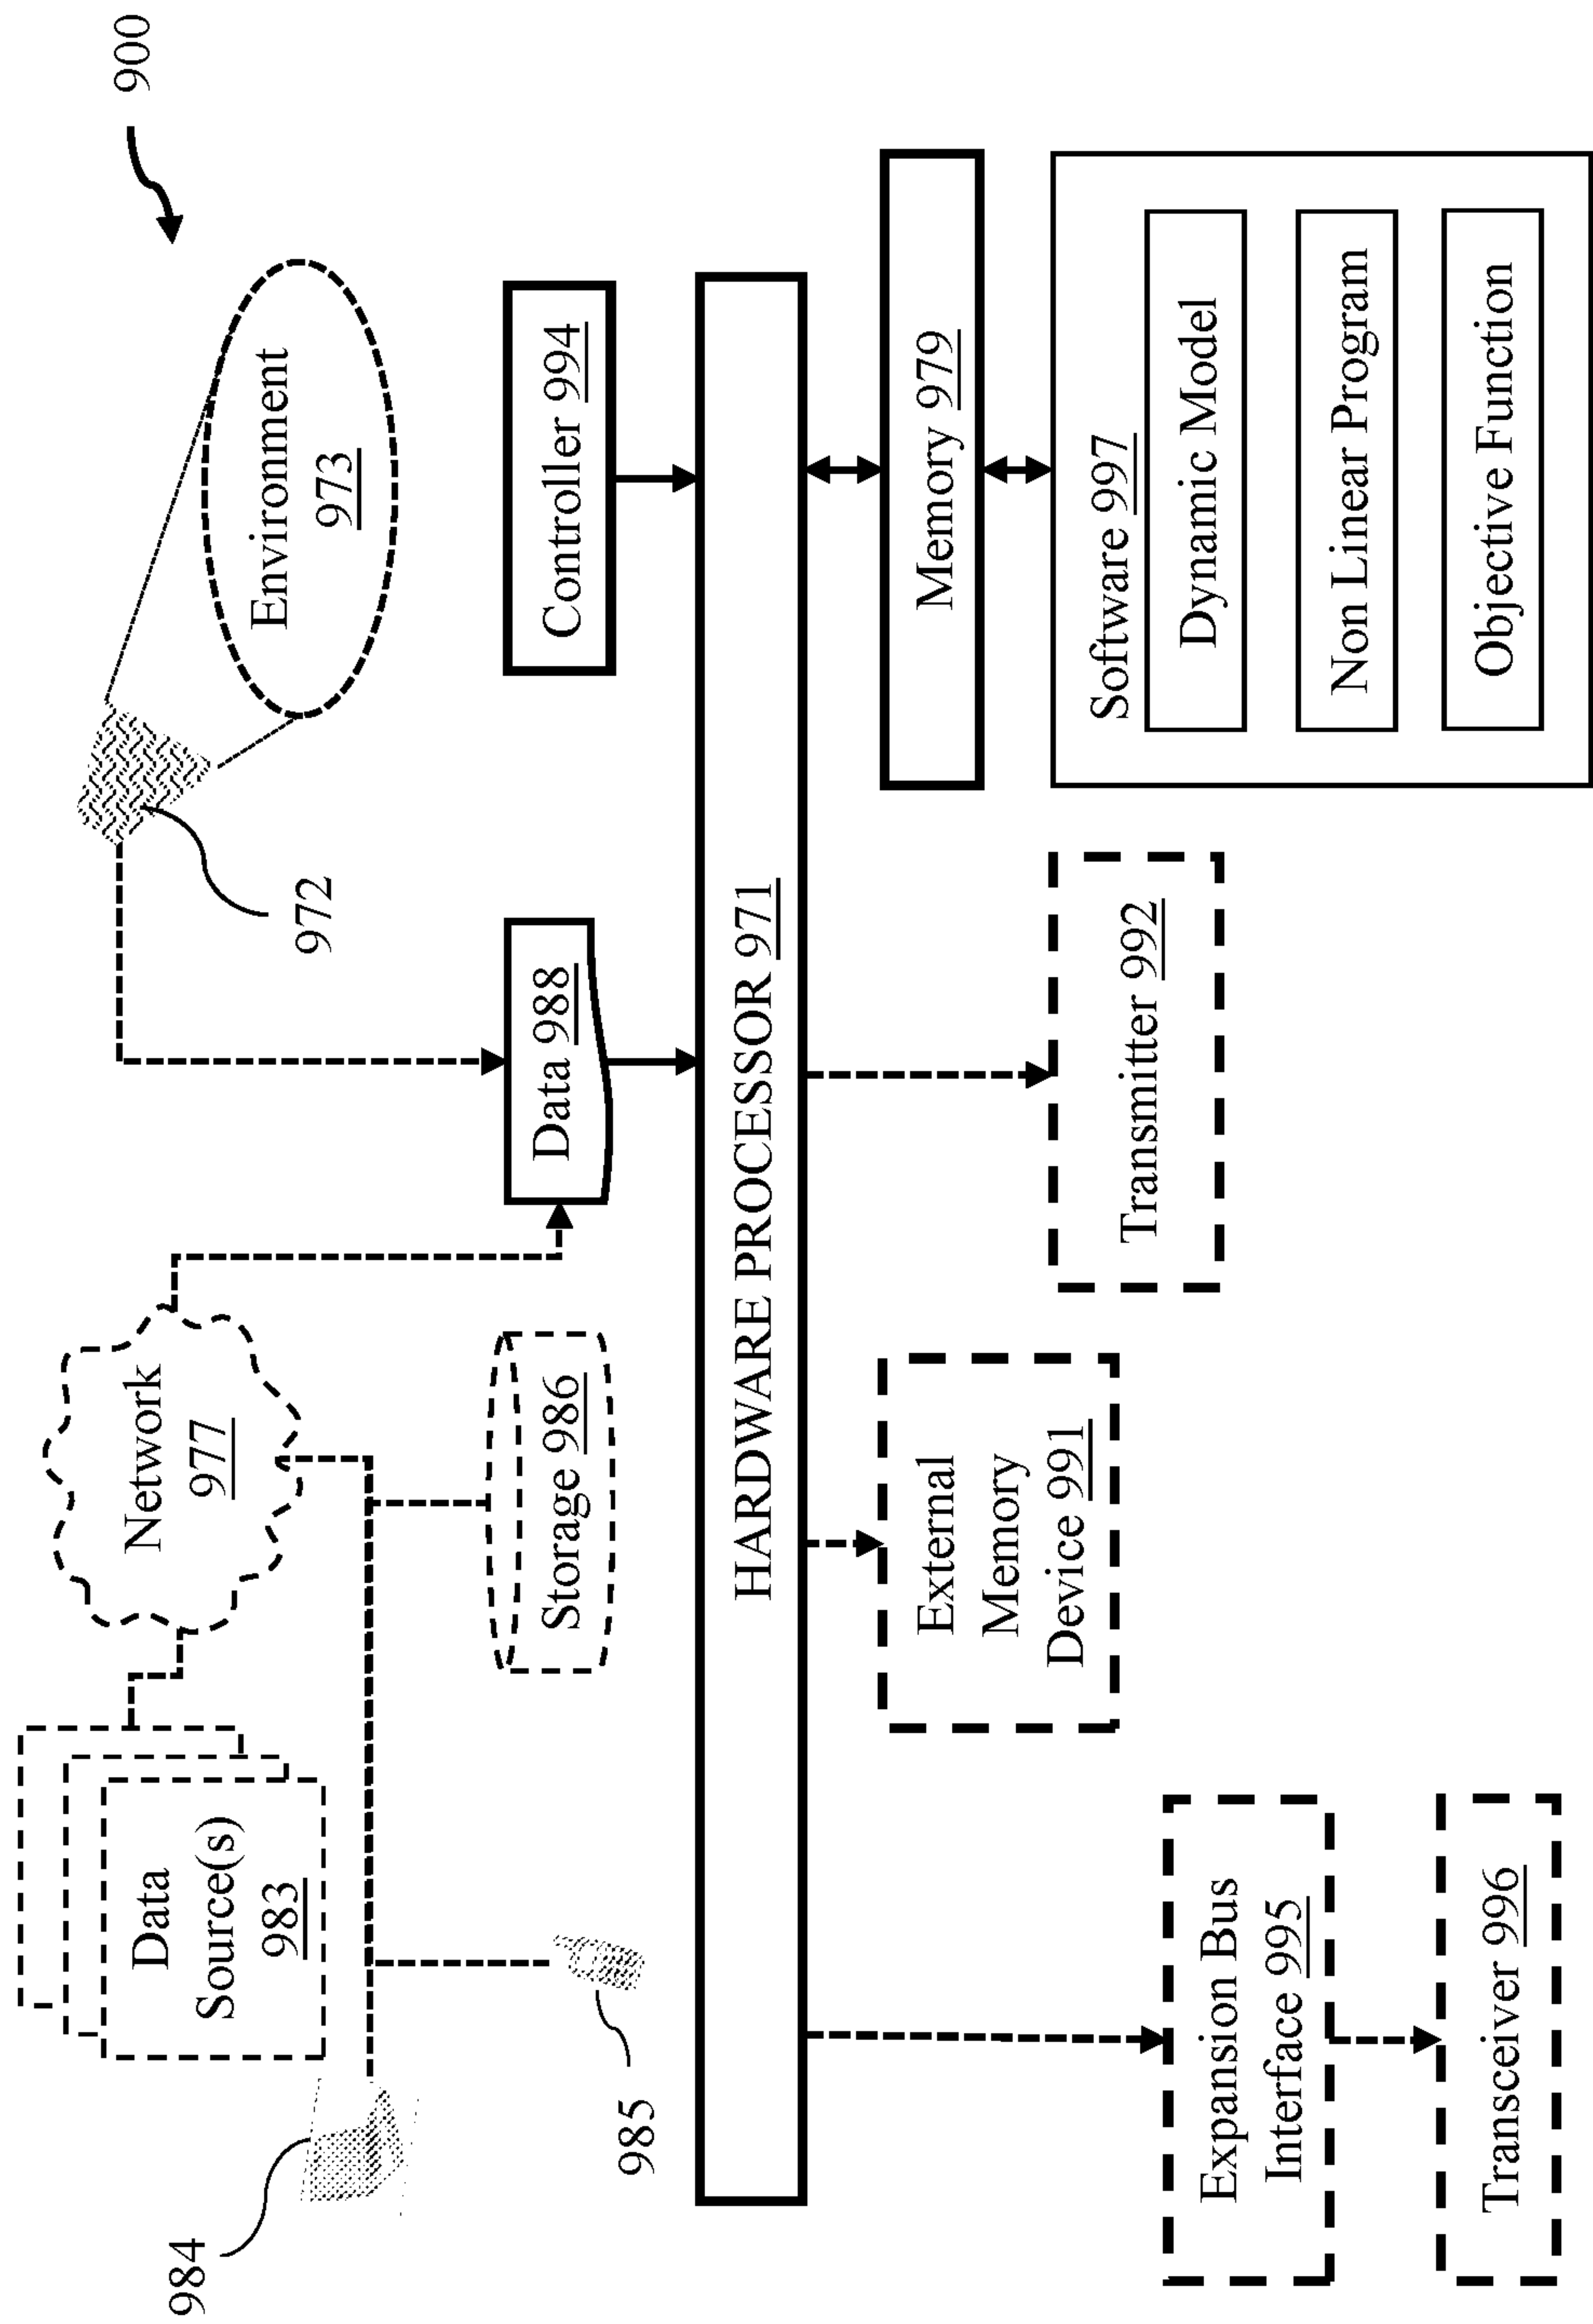 900
984
Data
Source(s)
983
Network
977
972
Environment
973
985
Storage 986
Data 988
Controller 994
HARDWARE PROCESSOR 971
External
Memory
Device 991
Memory 979
Transmitter 992
Software 997
Dynamic Model
Non Linear Program
Objective Function
Expansion Bus
Interface 995
Transceiver 996